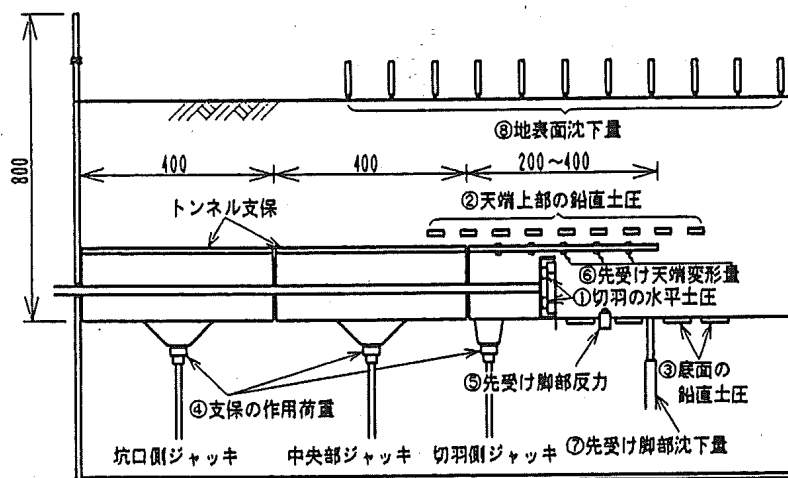 ⑧地表面沈下量
800
400
400
200～400
②天端上部の鉛直土圧
トンネル支保
⑥先受け天端変形量
①切羽の水平土圧
③底面の
鉛直土圧
⑤先受け脚部反力
④支保の作用荷重
⑦先受け脚部沈下量
坑口側ジャッキ
中央部ジャッキ
切羽側ジャッキ